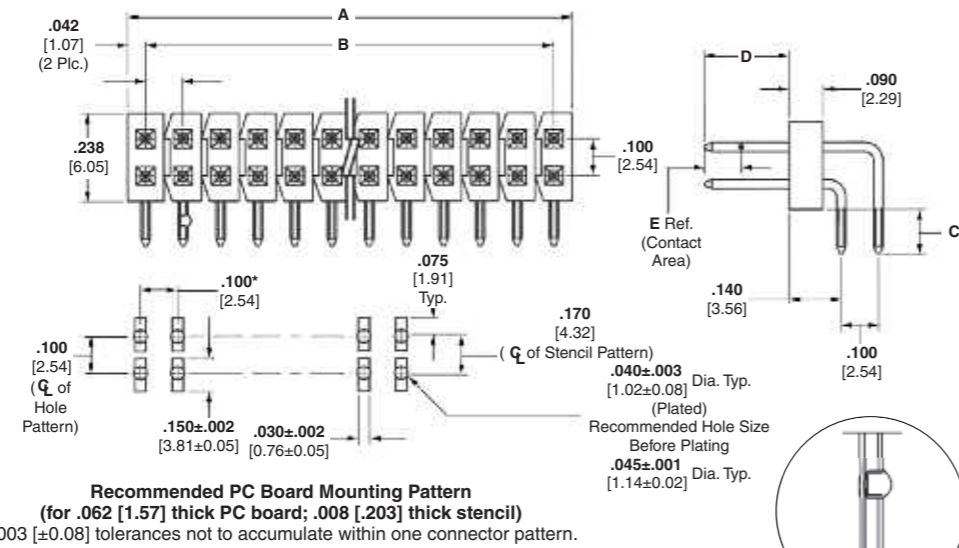 A
.042
[1.07]
(2 Plc.)
B
D
.090
[2.29]
.238
[6.05]
.100
[2.54]
E Ref.
(Contact
Area)
C
.140
[3.56]
.100
[2.54]
.075
[1.91]
Typ.
.100*
[2.54]
.170
[4.32]
(℄ of Stencil Pattern)
.100
[2.54]
(℄ of
Hole
Pattern)
.040±.003
[1.02±0.08] Dia. Typ.
(Plated)
Recommended Hole Size
Before Plating
.045±.001
[1.14±0.02] Dia. Typ.
.150±.002
[3.81±0.05]
.030±.002
[0.76±0.05]
Recommended PC Board Mounting Pattern
(for .062 [1.57] thick PC board; .008 [.203] thick stencil)
003 [±0.08] tolerances not to accumulate within one connector pattern.